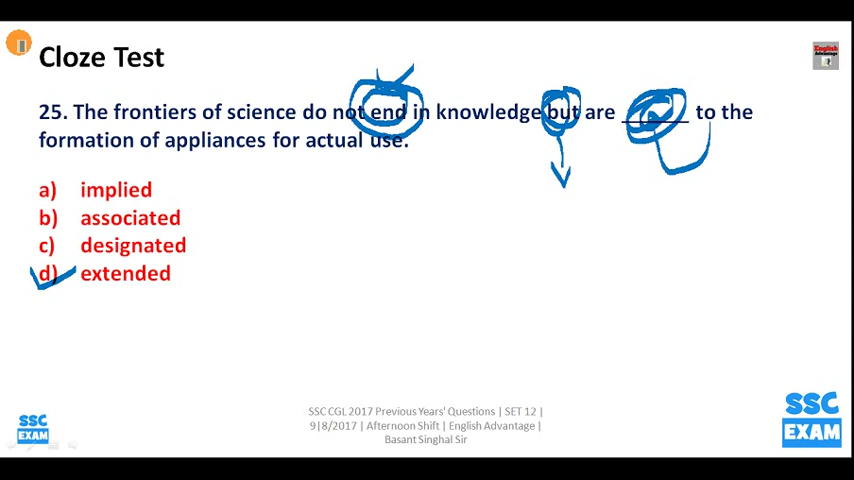 Cloze Test
English
Advantage
25. The frontiers of science do not end in knowledge but are ______ to the
formation of appliances for actual use.
a) implied
b) associated
c) designated
d) extended
SSC
EXAM
SSC CGL 2017 Previous Years' Questions | SET 12 |
9|8/2017 | Afternoon Shift | English Advantage |
Basant Singhal Sir
SSC
EXAM